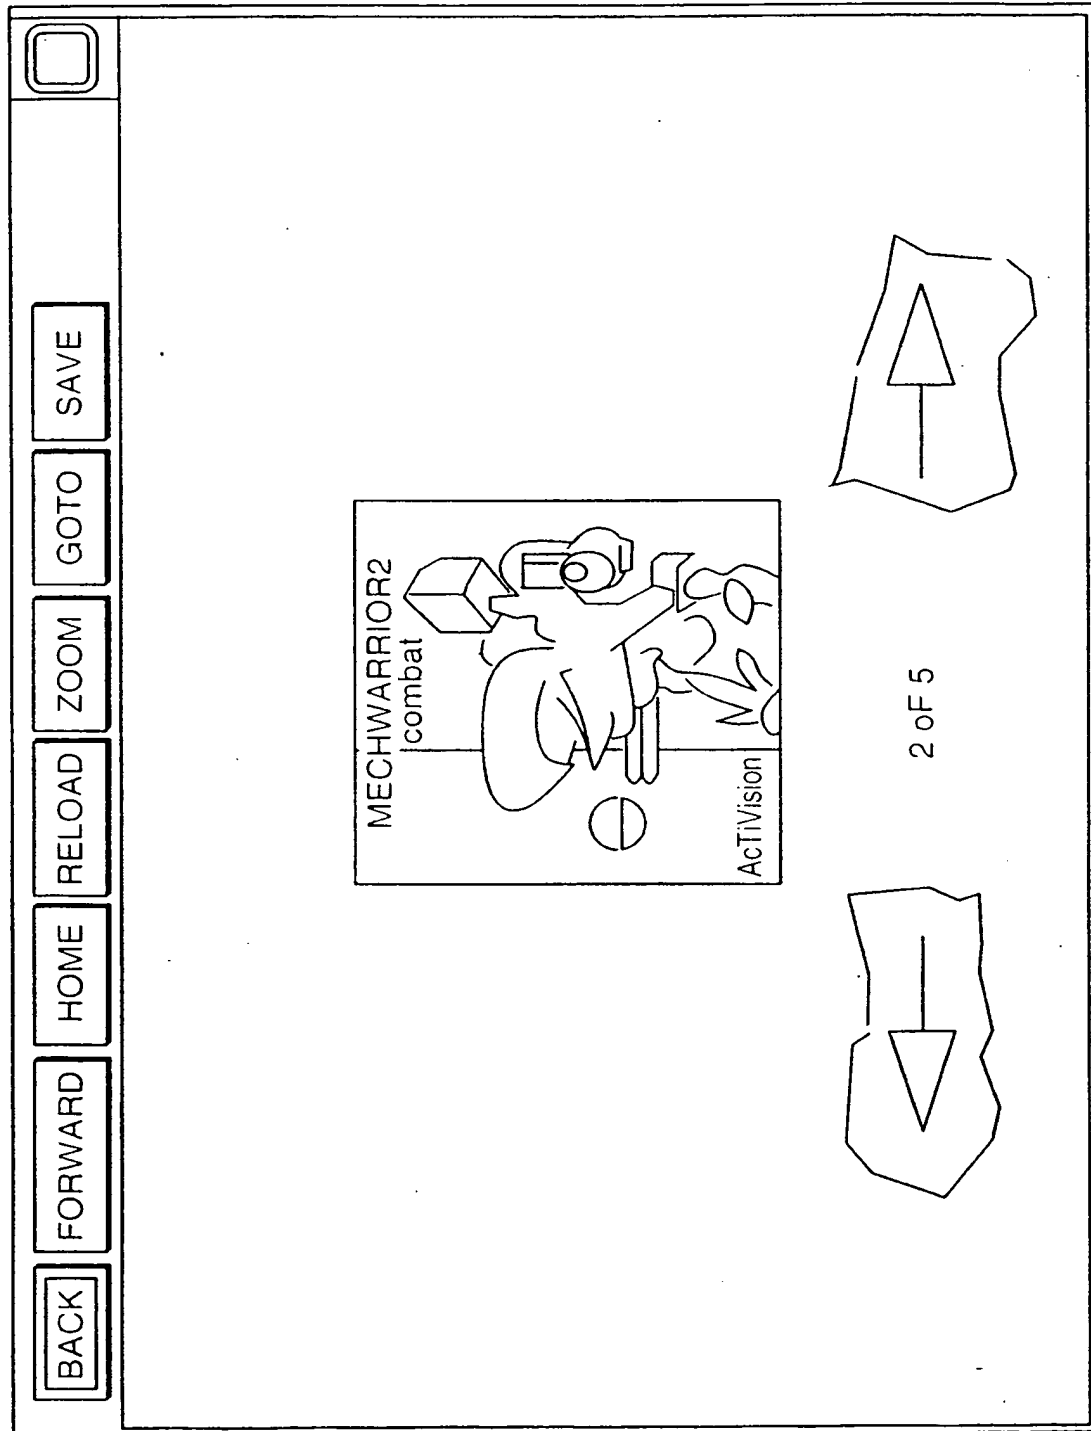 BACK FORWARD HOME RELOAD ZOOM GOTO SAVE
MECHWARRIOR2
combat
AcTiVision
2 oF 5